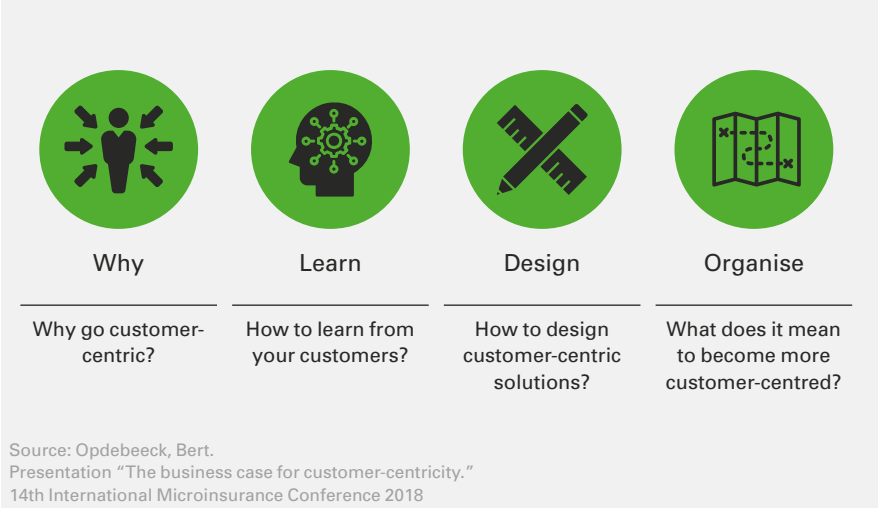 Why
Learn
Design
Organise
Why go customer-
centric?
How to learn from
your customers?
How to design
customer-centric
solutions?
What does it mean
to become more
customer-centred?
Source: Opdebeeck, Bert.
Presentation “The business case for customer-centricity.”
14th International Microinsurance Conference 2018